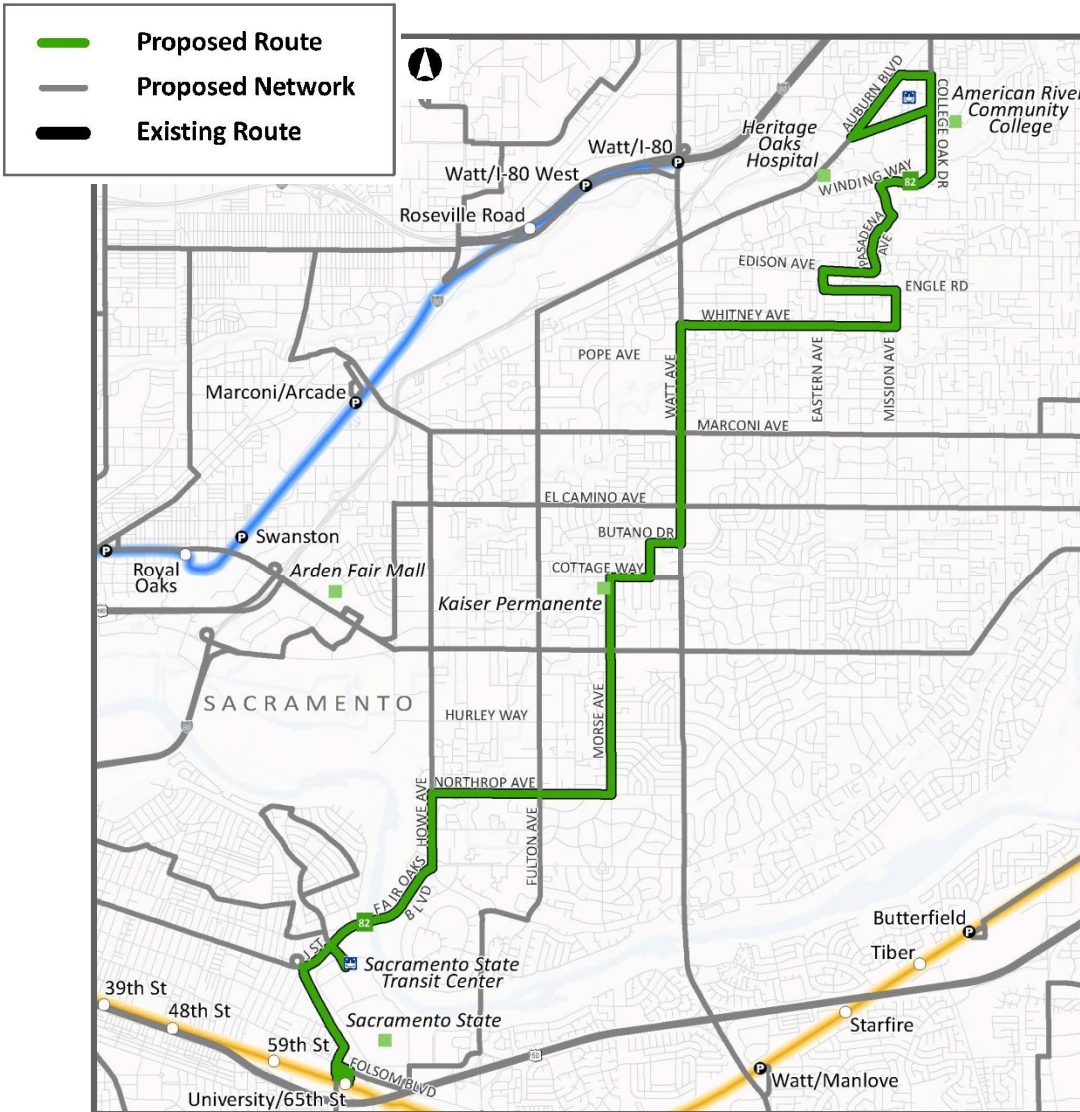 Proposed Route
Proposed Network
Existing Route
AUBURN BLVD
COLLEGE OAK DR
American River
Community
College
Heritage
Oaks
Hospital
Watt/I-80
Watt/I-80 West
WINDING WAY
82
Roseville Road
PASADENA
AVE
EDISON AVE
ENGLE RD
80
WHITNEY AVE
POPE AVE
WATT AVE
EASTERN AVE
MISSION AVE
Marconi/Arcade
MARCONI AVE
EL CAMINO AVE
BUTANO DR
Swanston
COTTAGE WAY
Royal
Oaks
Arden Fair Mall
Kaiser Permanente
160
SACRAMENTO
HURLEY WAY
MORSE AVE
NORTHROP AVE
HOWE AVE
FULTON AVE
FAIR OAKS
BLVD
82
J ST
Butterfield
Tiber
Sacramento State
Transit Center
39th St
48th St
Sacramento State
Starfire
59th St
50
FOLSOM BLVD
Watt/Manlove
University/65th St